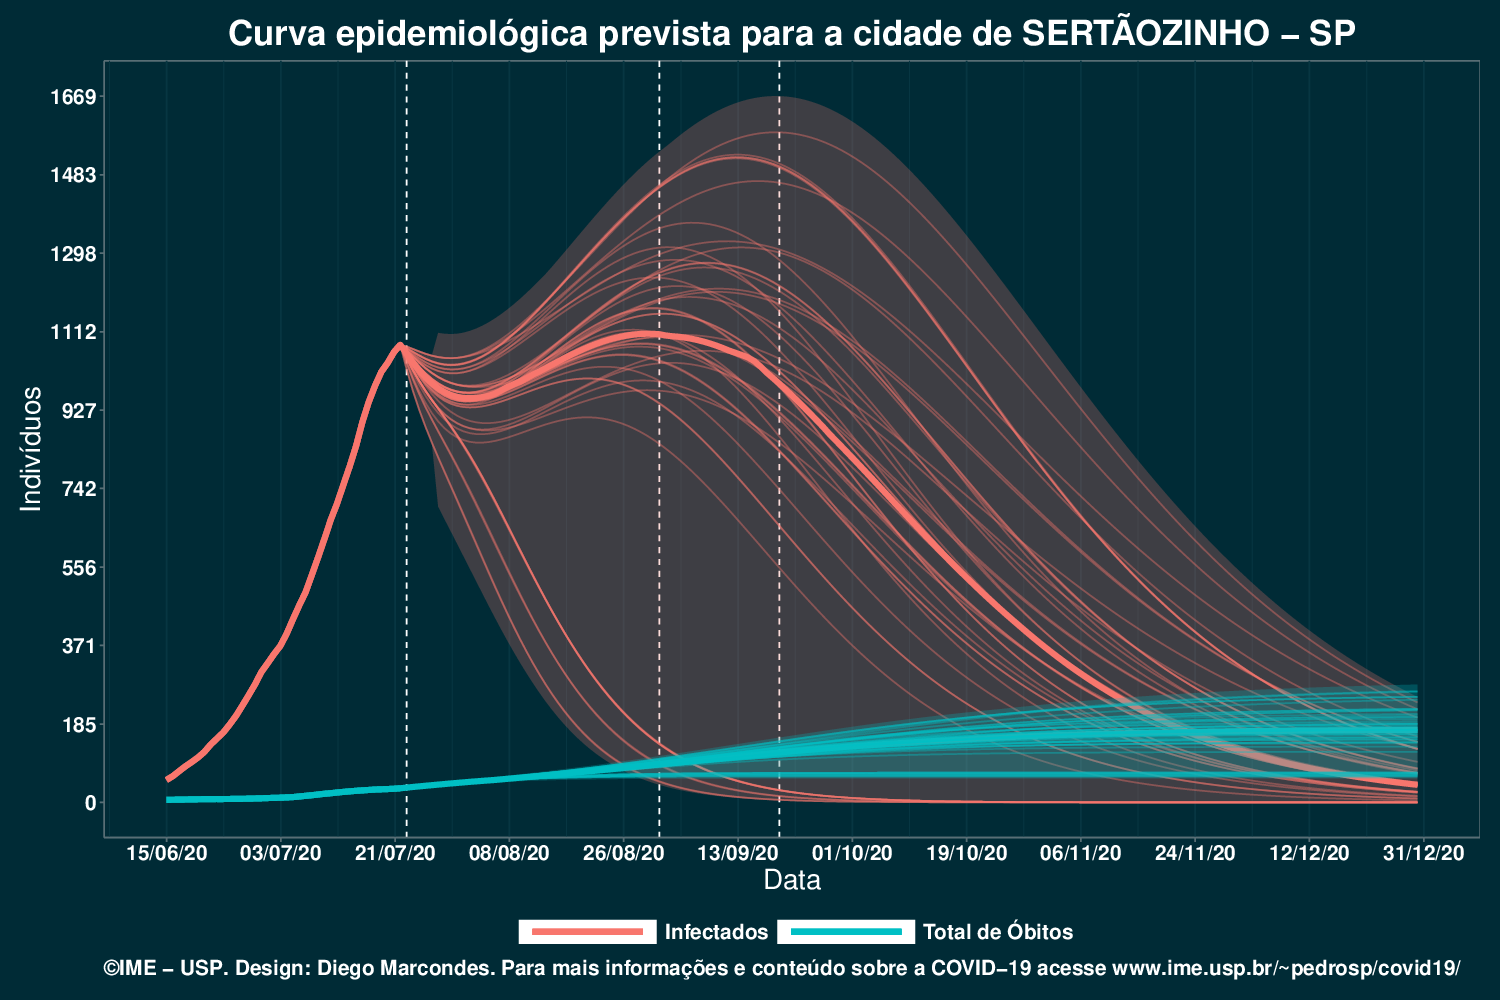 Curva epidemiológica prevista para a cidade de SERTÃOZINHO − SP
Indivíduos
1669
1483
1298
1112
927
742
556
371
185
0
15/06/20 03/07/20 21/07/20 08/08/20 26/08/20 13/09/20 01/10/20 19/10/20 06/11/20 24/11/20 12/12/20 31/12/20
Data
Infectados Total de Óbitos
©IME − USP. Design: Diego Marcondes. Para mais informações e conteúdo sobre a COVID−19 acesse www.ime.usp.br/~pedrosp/covid19/